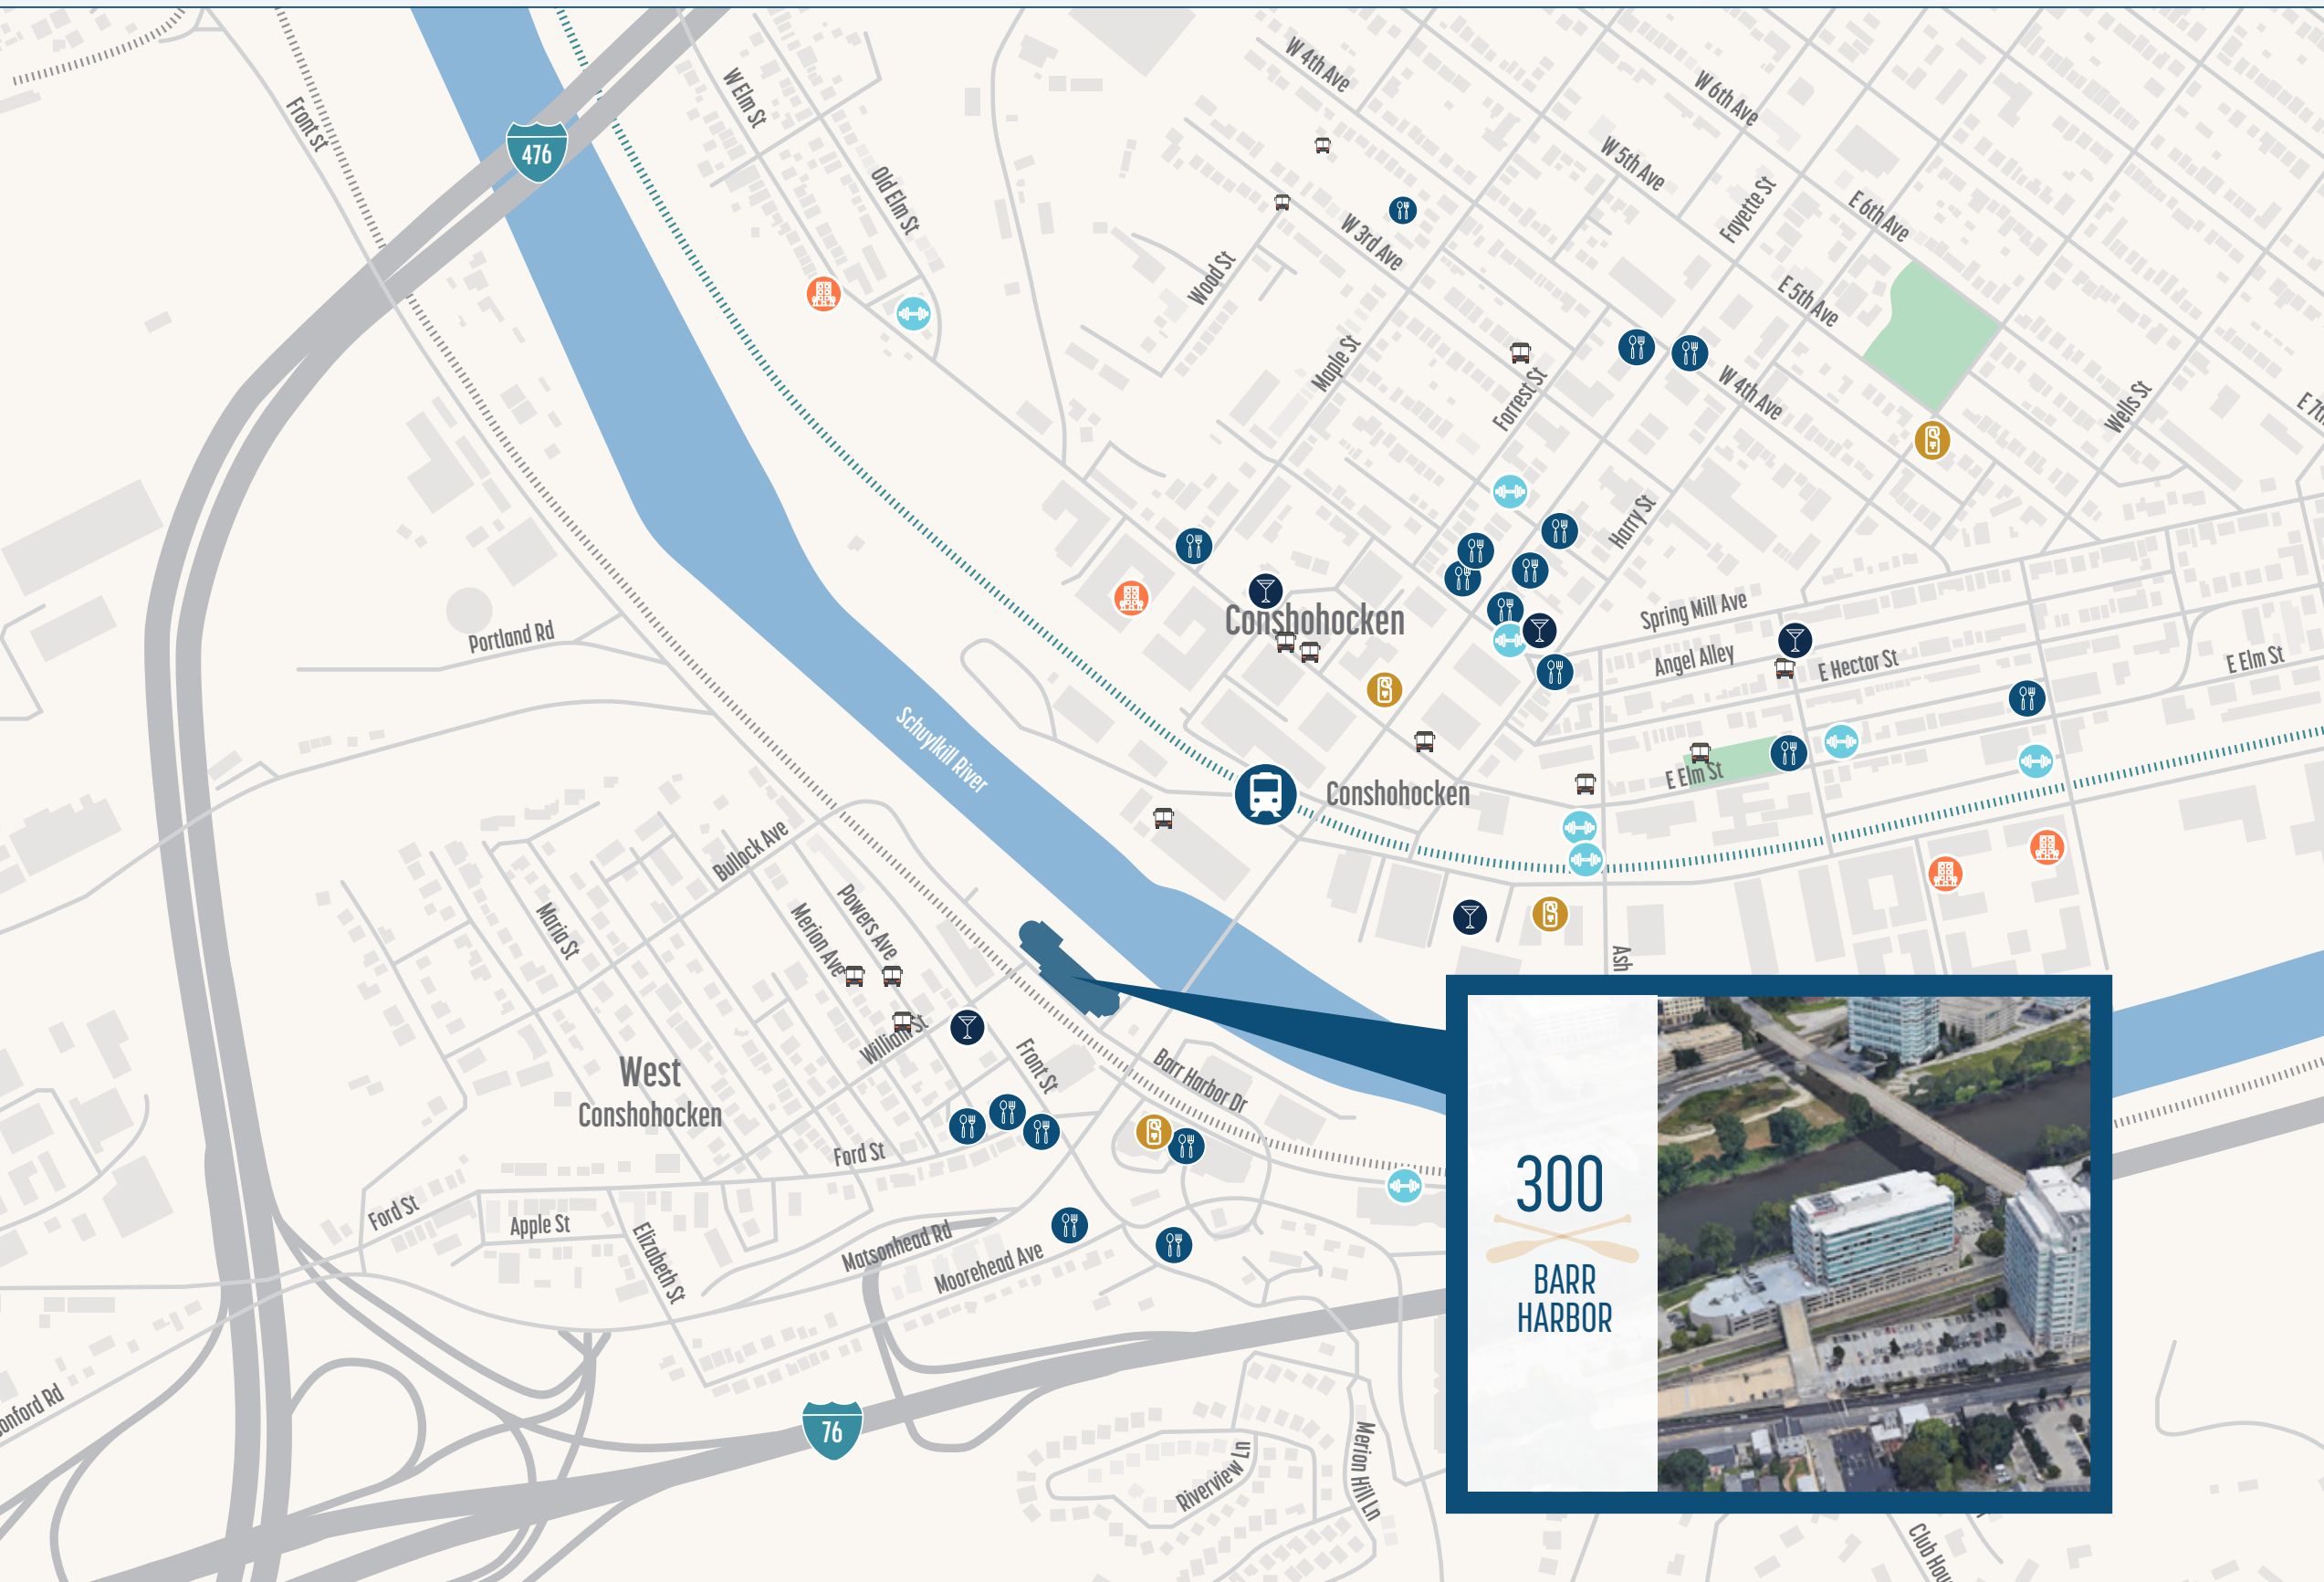 W 4th Ave
W 6th Ave
W Elm St
Front St
476
W 5th Ave
Old Elm St
Fayette St
E 6th Ave
W 3rd Ave
Wood St
E 5th Ave
Maple St
Forrest St
W 4th Ave
Wells St
Harry St
Conshohocken
Spring Mill Ave
Portland Rd
Angel Alley
E Hector St
E Elm St
Schuylkill River
E Elm St
Conshohocken
Bullock Ave
Powers Ave
Maria St
Merion Ave
Ash
William St
Front St
West
Conshohocken
Barr Harbor Dr
Ford St
300
BARR
HARBOR
Ford St
Apple St
Elizabeth St
Matsonhead Rd
Moorehead Ave
76
Riverview Ln
Merion Hill Ln